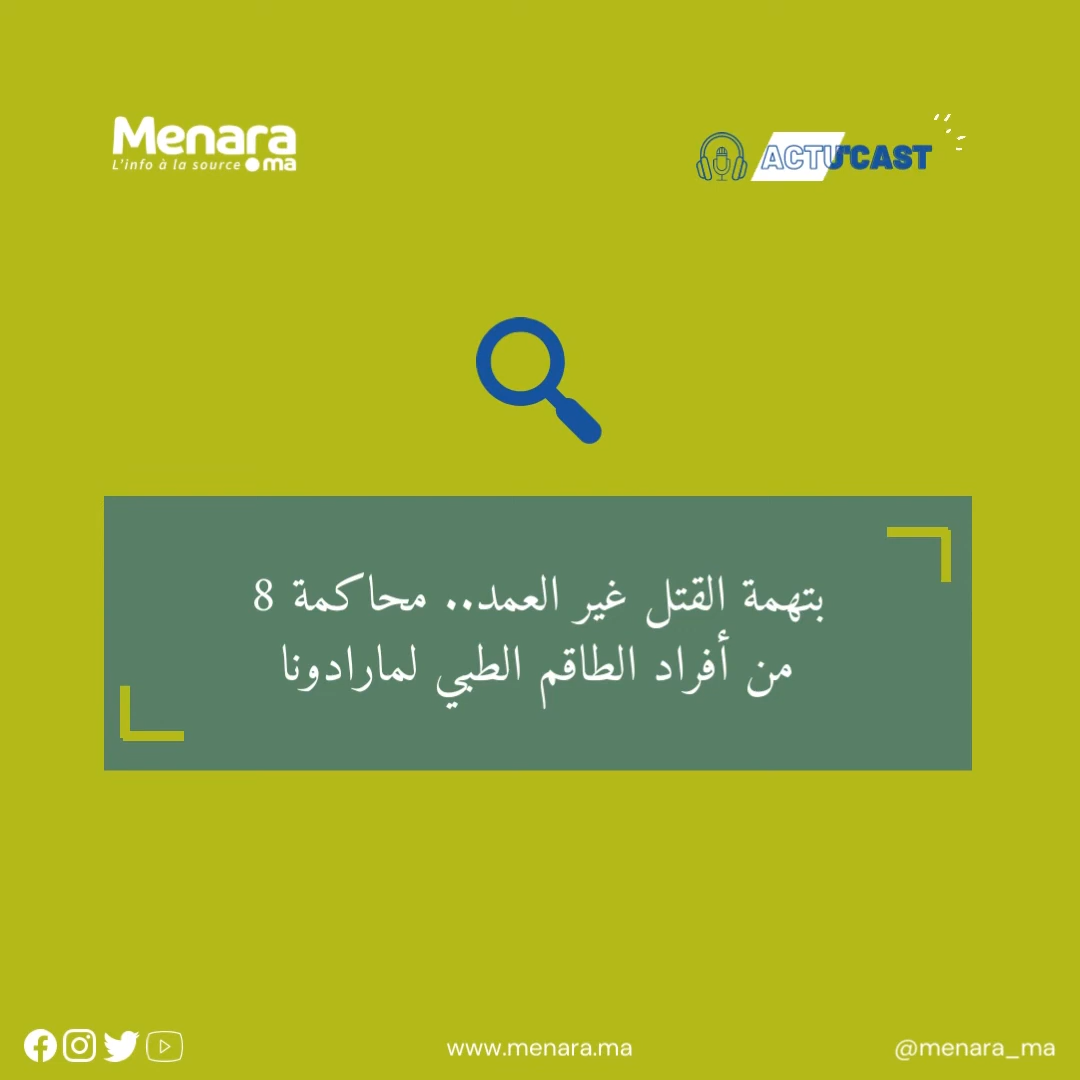 Menara
L'info à la source .ma
ACTU'CAST
بتهمة القتل غير العمد.. محاكمة 8
من أفراد الطاقم الطبي لمارادونا
www.menara.ma
@menara_ma